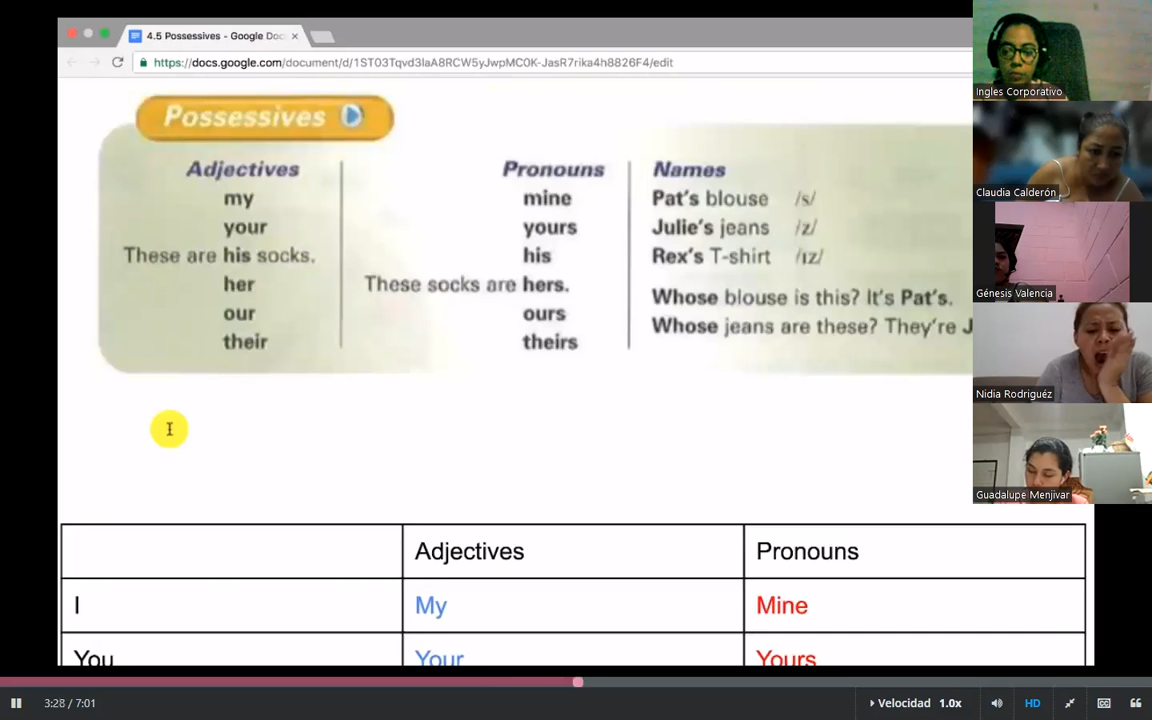 4.5 Possessives - Google Doc
https://docs.google.com/document/d/1ST03Tqvd3laA8RCW5yJwpMC0K-JasR7rika4h8826F4/edit
Possessives
Adjectives
my
your
These are his socks.
her
our
their
Pronouns
mine
yours
his
These socks are hers.
ours
theirs
Names
Pat's blouse /s/
Julie's jeans /z/
Rex's T-shirt /ɪz/
Whose blouse is this? It's Pat's.
Whose jeans are these? They're J
Adjectives Pronouns
I My Mine
You Your Yours
Ingles Corporativo
Claudia Calderón
Génesis Valencia
Nidia Rodriguéz
Guadalupe Menjivar
3:28 / 7:01
Velocidad 1.0x
HD